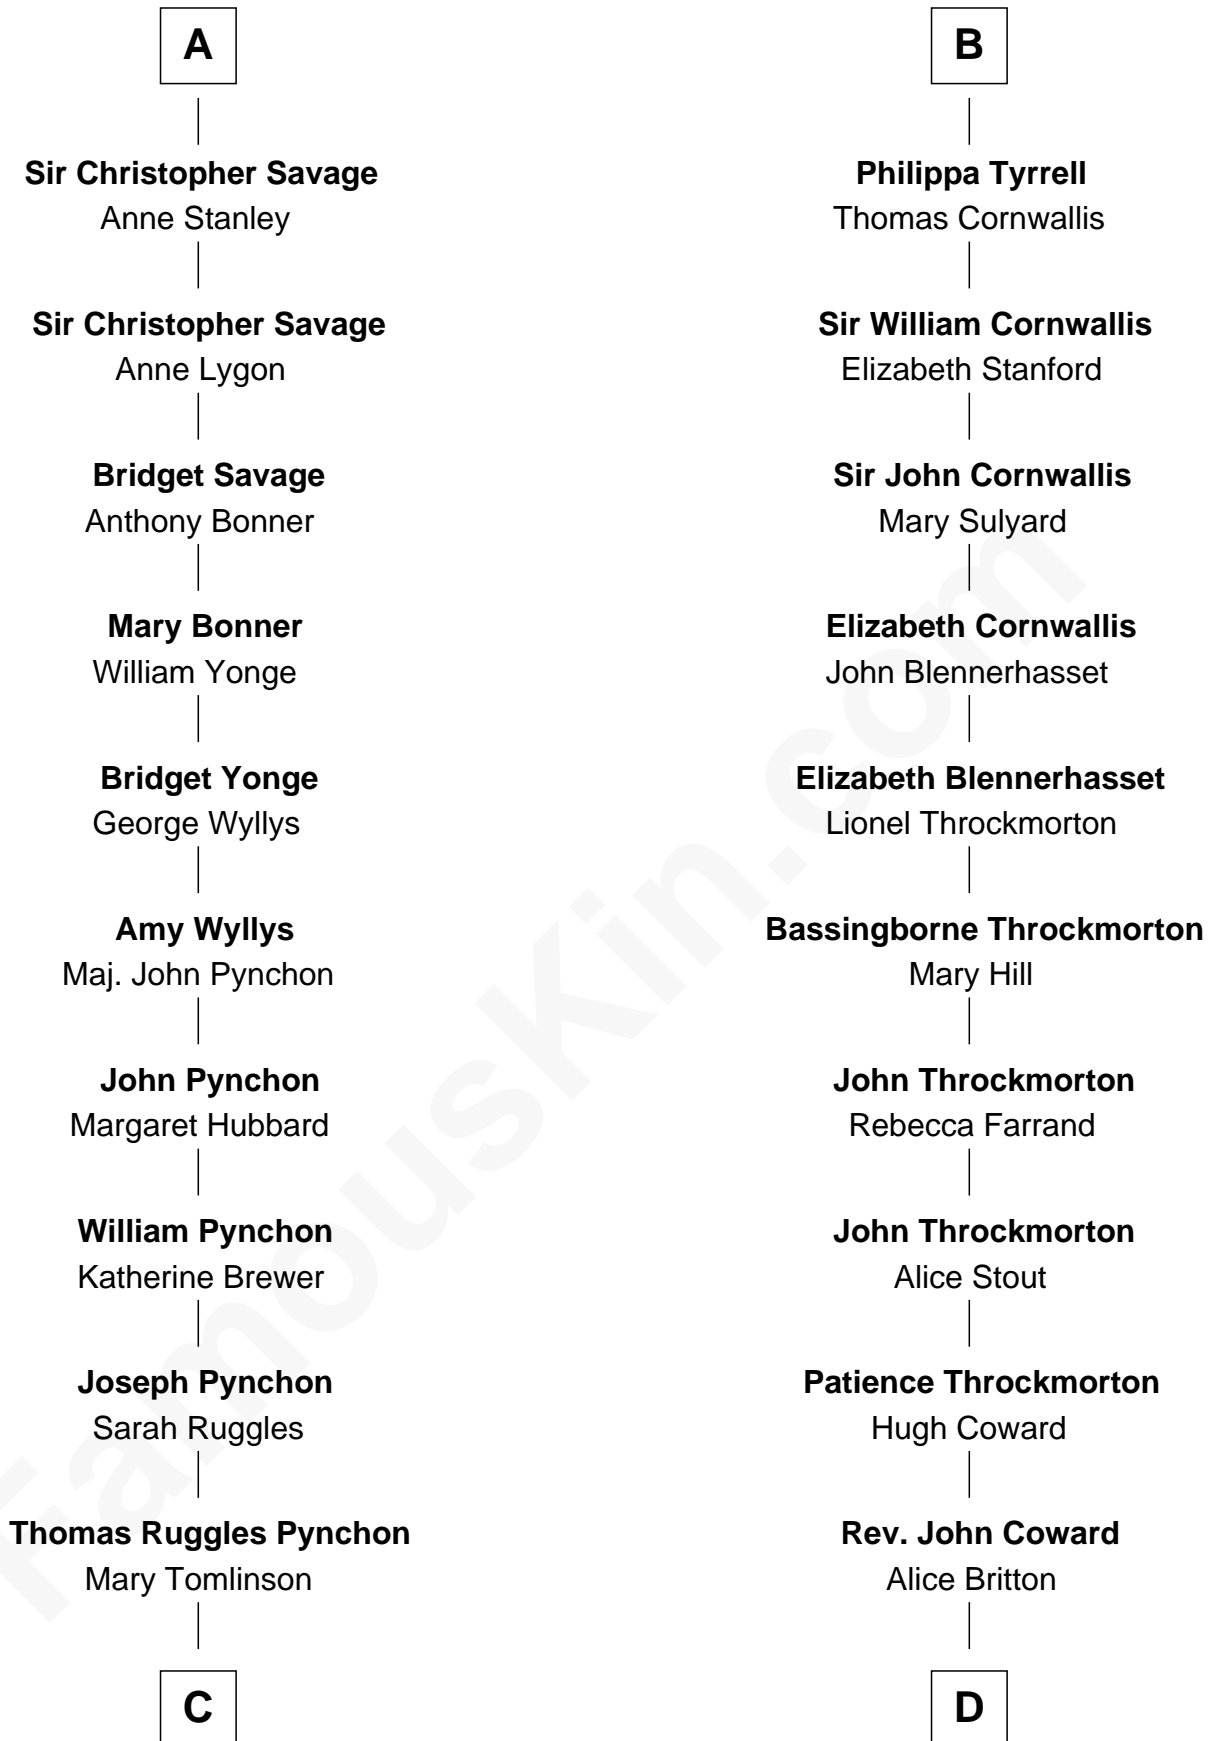 A
Sir Christopher Savage
Anne Stanley
Sir Christopher Savage
Anne Lygon
Bridget Savage
Anthony Bonner
Mary Bonner
William Yonge
Bridget Yonge
George Wyllys
Amy Wyllys
Maj. John Pynchon
John Pynchon
Margaret Hubbard
William Pynchon
Katherine Brewer
Joseph Pynchon
Sarah Ruggles
Thomas Ruggles Pynchon
Mary Tomlinson
C
B
Philippa Tyrrell
Thomas Cornwallis
Sir William Cornwallis
Elizabeth Stanford
Sir John Cornwallis
Mary Sulyard
Elizabeth Cornwallis
John Blennerhasset
Elizabeth Blennerhasset
Lionel Throckmorton
Bassingborne Throckmorton
Mary Hill
John Throckmorton
Rebecca Farrand
John Throckmorton
Alice Stout
Patience Throckmorton
Hugh Coward
Rev. John Coward
Alice Britton
D
FamousKin.com